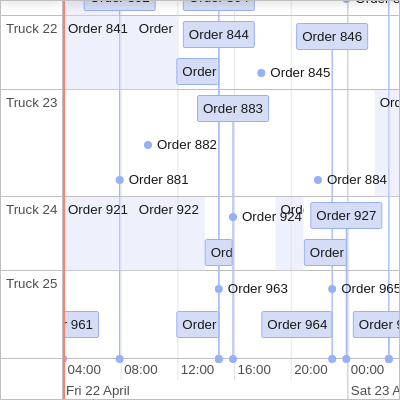 Truck 22
Order 841
Order
Order 844
Order 846
Order
Order 845
Truck 23
Order 883
Ord
Order 882
Order 881
Order 884
Truck 24
Order 921
Order 922
Order 924
Ord
Order 927
Ord
Order
Truck 25
Order 963
Order 965
961
Order
Order 964
Order
04:00
08:00
12:00
16:00
20:00
00:00
Fri 22 April
Sat 23 A